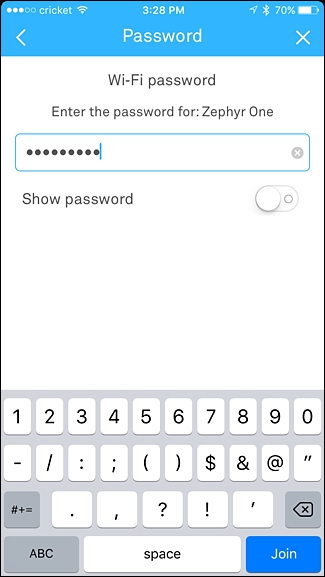 cricket 3:28 PM 70%
Password
Wi-Fi password
Enter the password for: Zephyr One
•••••••••
Show password
1 2 3 4 5 6 7 8 9 0
- / : ; ( ) $ & @ "
#+= . , ? ! '
ABC space Join